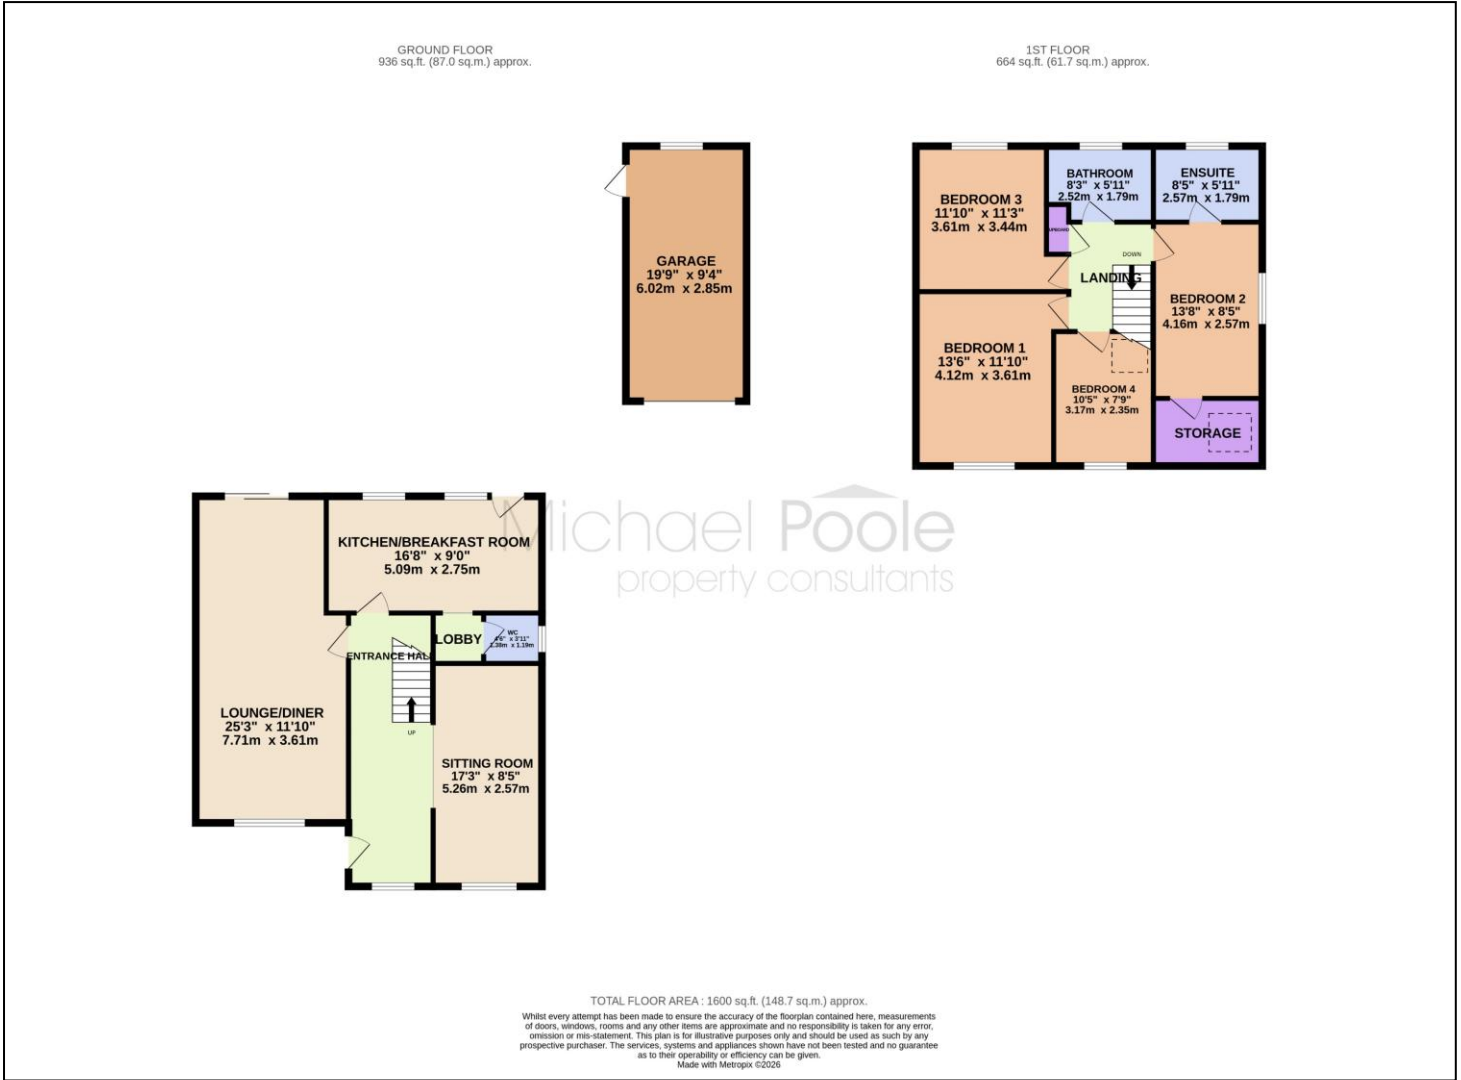 GROUND FLOOR
936 sq.ft. (87.0 sq.m.) approx.
1ST FLOOR
664 sq.ft. (61.7 sq.m.) approx.
GARAGE
19'9" x 9'4"
6.02m x 2.85m
BEDROOM 3
11'10" x 11'3"
3.61m x 3.44m
BATHROOM
8'3" x 5'11"
2.52m x 1.79m
ENSUITE
8'5" x 5'11"
2.57m x 1.79m
DOWN
LANDING
BEDROOM 2
13'8" x 8'5"
4.16m x 2.57m
BEDROOM 1
13'6" x 11'10"
4.12m x 3.61m
BEDROOM 4
10'5" x 7'9"
3.17m x 2.35m
STORAGE
Michael Poole
property consultants
KITCHEN/BREAKFAST ROOM
16'8" x 9'0"
5.09m x 2.75m
LOBBY
WC
4'6" x 3'11"
1.38m x 1.19m
ENTRANCE HALL
LOUNGE/DINER
25'3" x 11'10"
7.71m x 3.61m
UP
SITTING ROOM
17'3" x 8'5"
5.26m x 2.57m
TOTAL FLOOR AREA : 1600 sq.ft. (148.7 sq.m.) approx.
Whilst every attempt has been made to ensure the accuracy of the floorplan contained here, measurements
of doors, windows, rooms and any other items are approximate and no responsibility is taken for any error,
omission or mis-statement. This plan is for illustrative purposes only and should be used as such by any
prospective purchaser. The services, systems and appliances shown have not been tested and no guarantee
as to their operability or efficiency can be given.
Made with Metropix ©2026